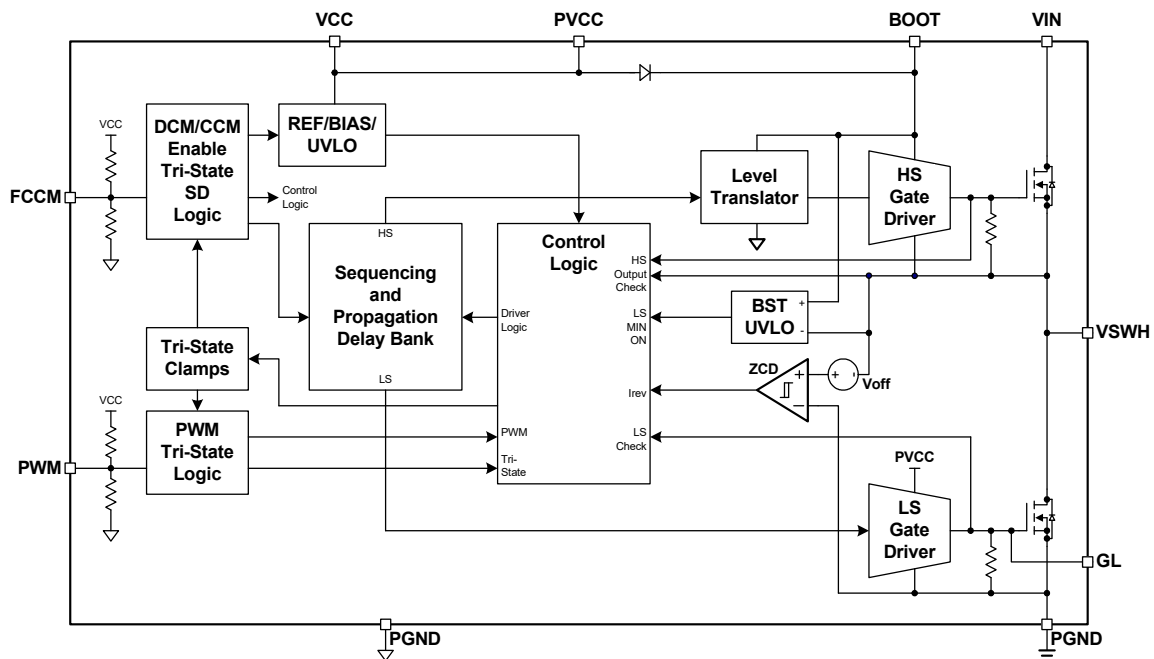 VCC
PVCC
BOOT
VIN
VCC
DCM/CCM
Enable
Tri-State
SD
Logic
REF/BIAS/
UVLO
Level
Translator
HS
Gate
Driver
FCCM
Control
Logic
HS
Sequencing
and
Propagation
Delay Bank
LS
Control
Logic
Driver
Logic
HS
Output
Check
LS
MIN
ON
Irev
LS
Check
PWM
Tri-
State
BST
UVLO
+
-
VSWH
ZCD
+
−
+
-
Voff
Tri-State
Clamps
VCC
PWM
Tri-State
Logic
PWM
PVCC
LS
Gate
Driver
GL
PGND
PGND